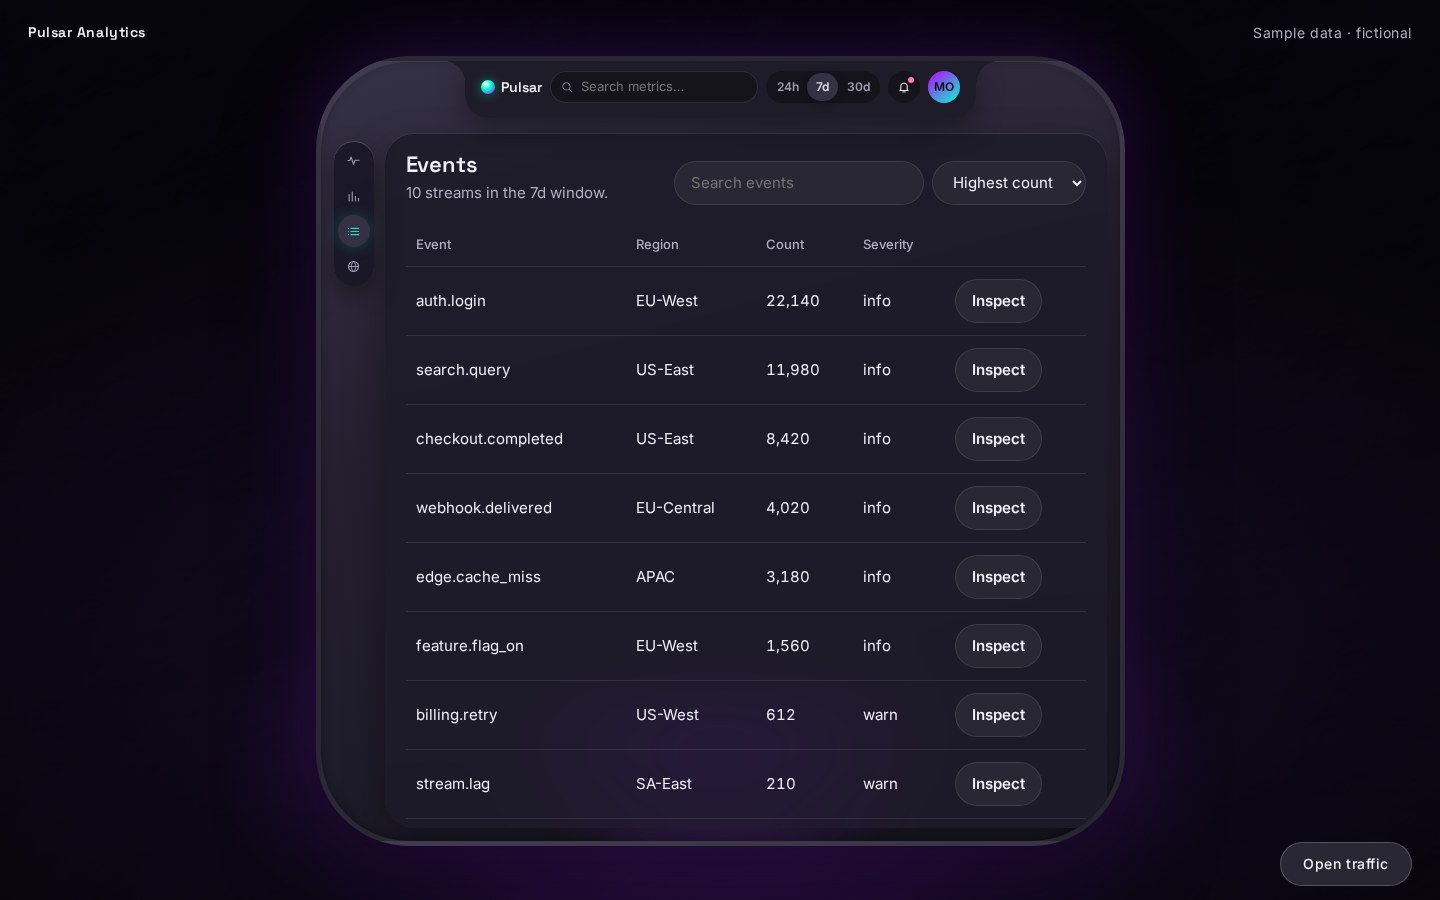 Pulsar Analytics
Sample data · fictional
Pulsar
Search metrics...
24h 7d 30d
MO
Events
10 streams in the 7d window.
Search events
Highest count
Event Region Count Severity
auth.login EU-West 22,140 info Inspect
search.query US-East 11,980 info Inspect
checkout.completed US-East 8,420 info Inspect
webhook.delivered EU-Central 4,020 info Inspect
edge.cache_miss APAC 3,180 info Inspect
feature.flag_on EU-West 1,560 info Inspect
billing.retry US-West 612 warn Inspect
stream.lag SA-East 210 warn Inspect
Open traffic